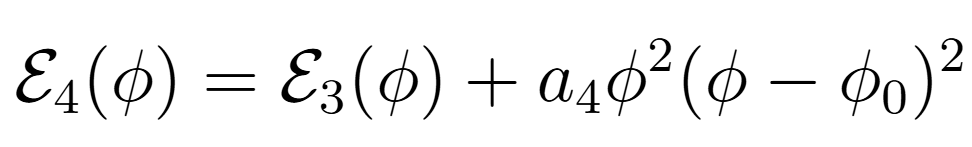 ℰ₄(ϕ) = ℰ₃(ϕ) + a₄ϕ²(ϕ − ϕ₀)²